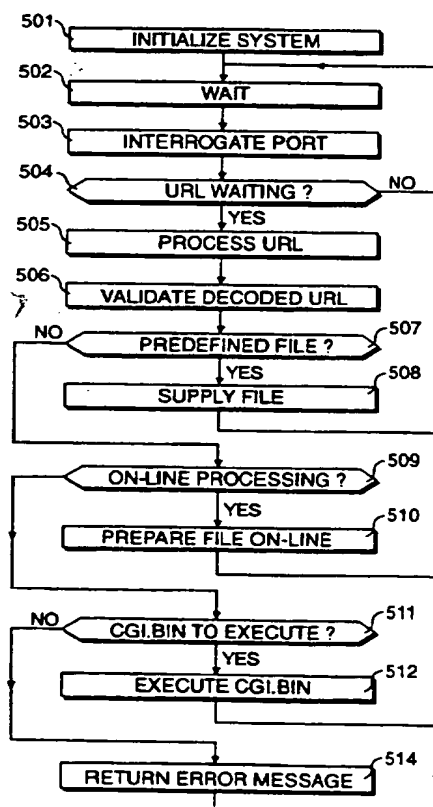 501
INITIALIZE SYSTEM
502
WAIT
503
INTERROGATE PORT
504
URL WAITING ?
NO
YES
505
PROCESS URL
506
VALIDATE DECODED URL
507
NO
PREDEFINED FILE ?
YES
508
SUPPLY FILE
509
ON-LINE PROCESSING ?
YES
510
PREPARE FILE ON-LINE
511
NO
CGI.BIN TO EXECUTE ?
YES
512
EXECUTE CGI.BIN
514
RETURN ERROR MESSAGE